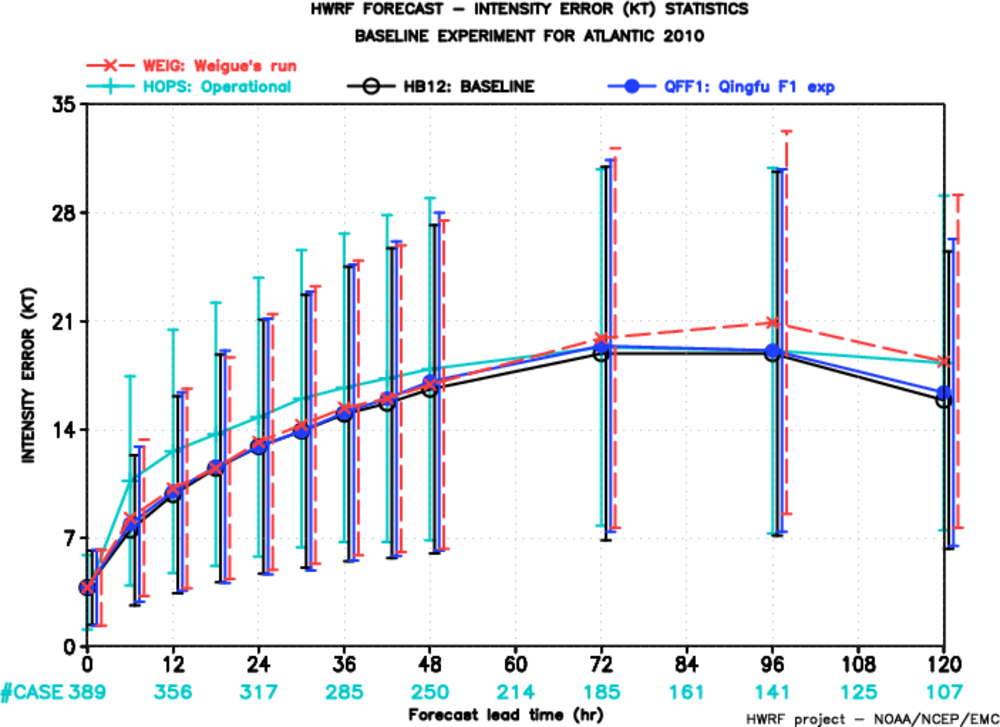 HWRF FORECAST – INTENSITY ERROR (KT) STATISTICS
BASELINE EXPERIMENT FOR ATLANTIC 2010
WEIG: Weigue's run
HOPS: Operational HB12: BASELINE QFF1: Qingfu F1 exp
INTENSITY ERROR (KT)
35
28
21
14
7
0
0 12 24 36 48 60 72 84 96 108 120
#CASE 389 356 317 285 250 214 185 161 141 125 107
Forecast lead time (hr)
HWRF project – NOAA/NCEP/EMC